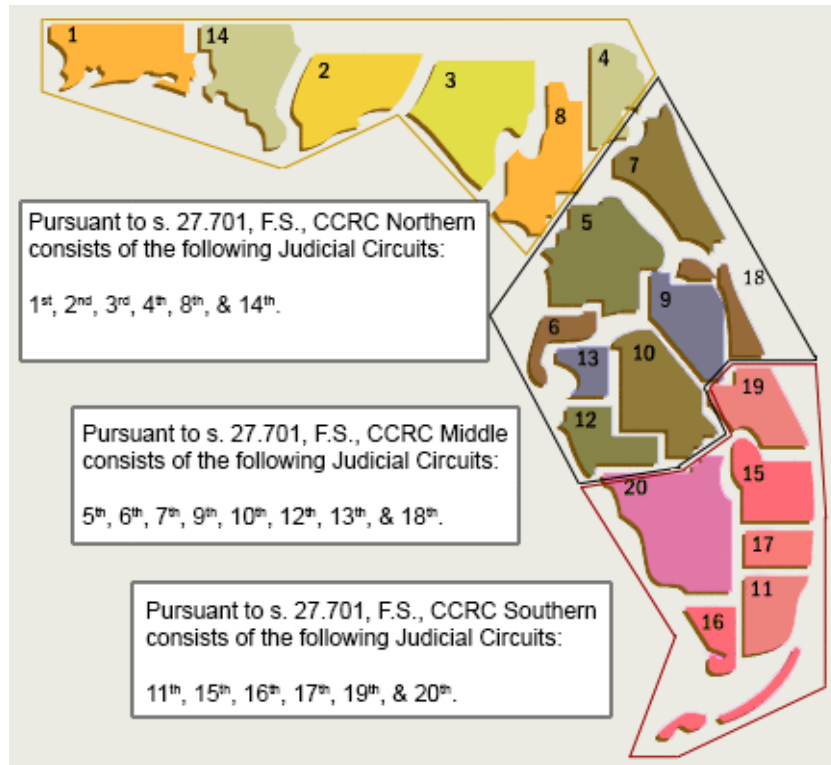 1
14
2
3
4
8
7
Pursuant to s. 27.701, F.S., CCRC Northern
consists of the following Judicial Circuits:
1st, 2nd, 3rd, 4th, 8th, & 14th.
5
18
9
6
10
13
19
12
Pursuant to s. 27.701, F.S., CCRC Middle
consists of the following Judicial Circuits:
5th, 6th, 7th, 9th, 10th, 12th, 13th, & 18th.
20
15
17
11
16
Pursuant to s. 27.701, F.S., CCRC Southern
consists of the following Judicial Circuits:
11th, 15th, 16th, 17th, 19th, & 20th.